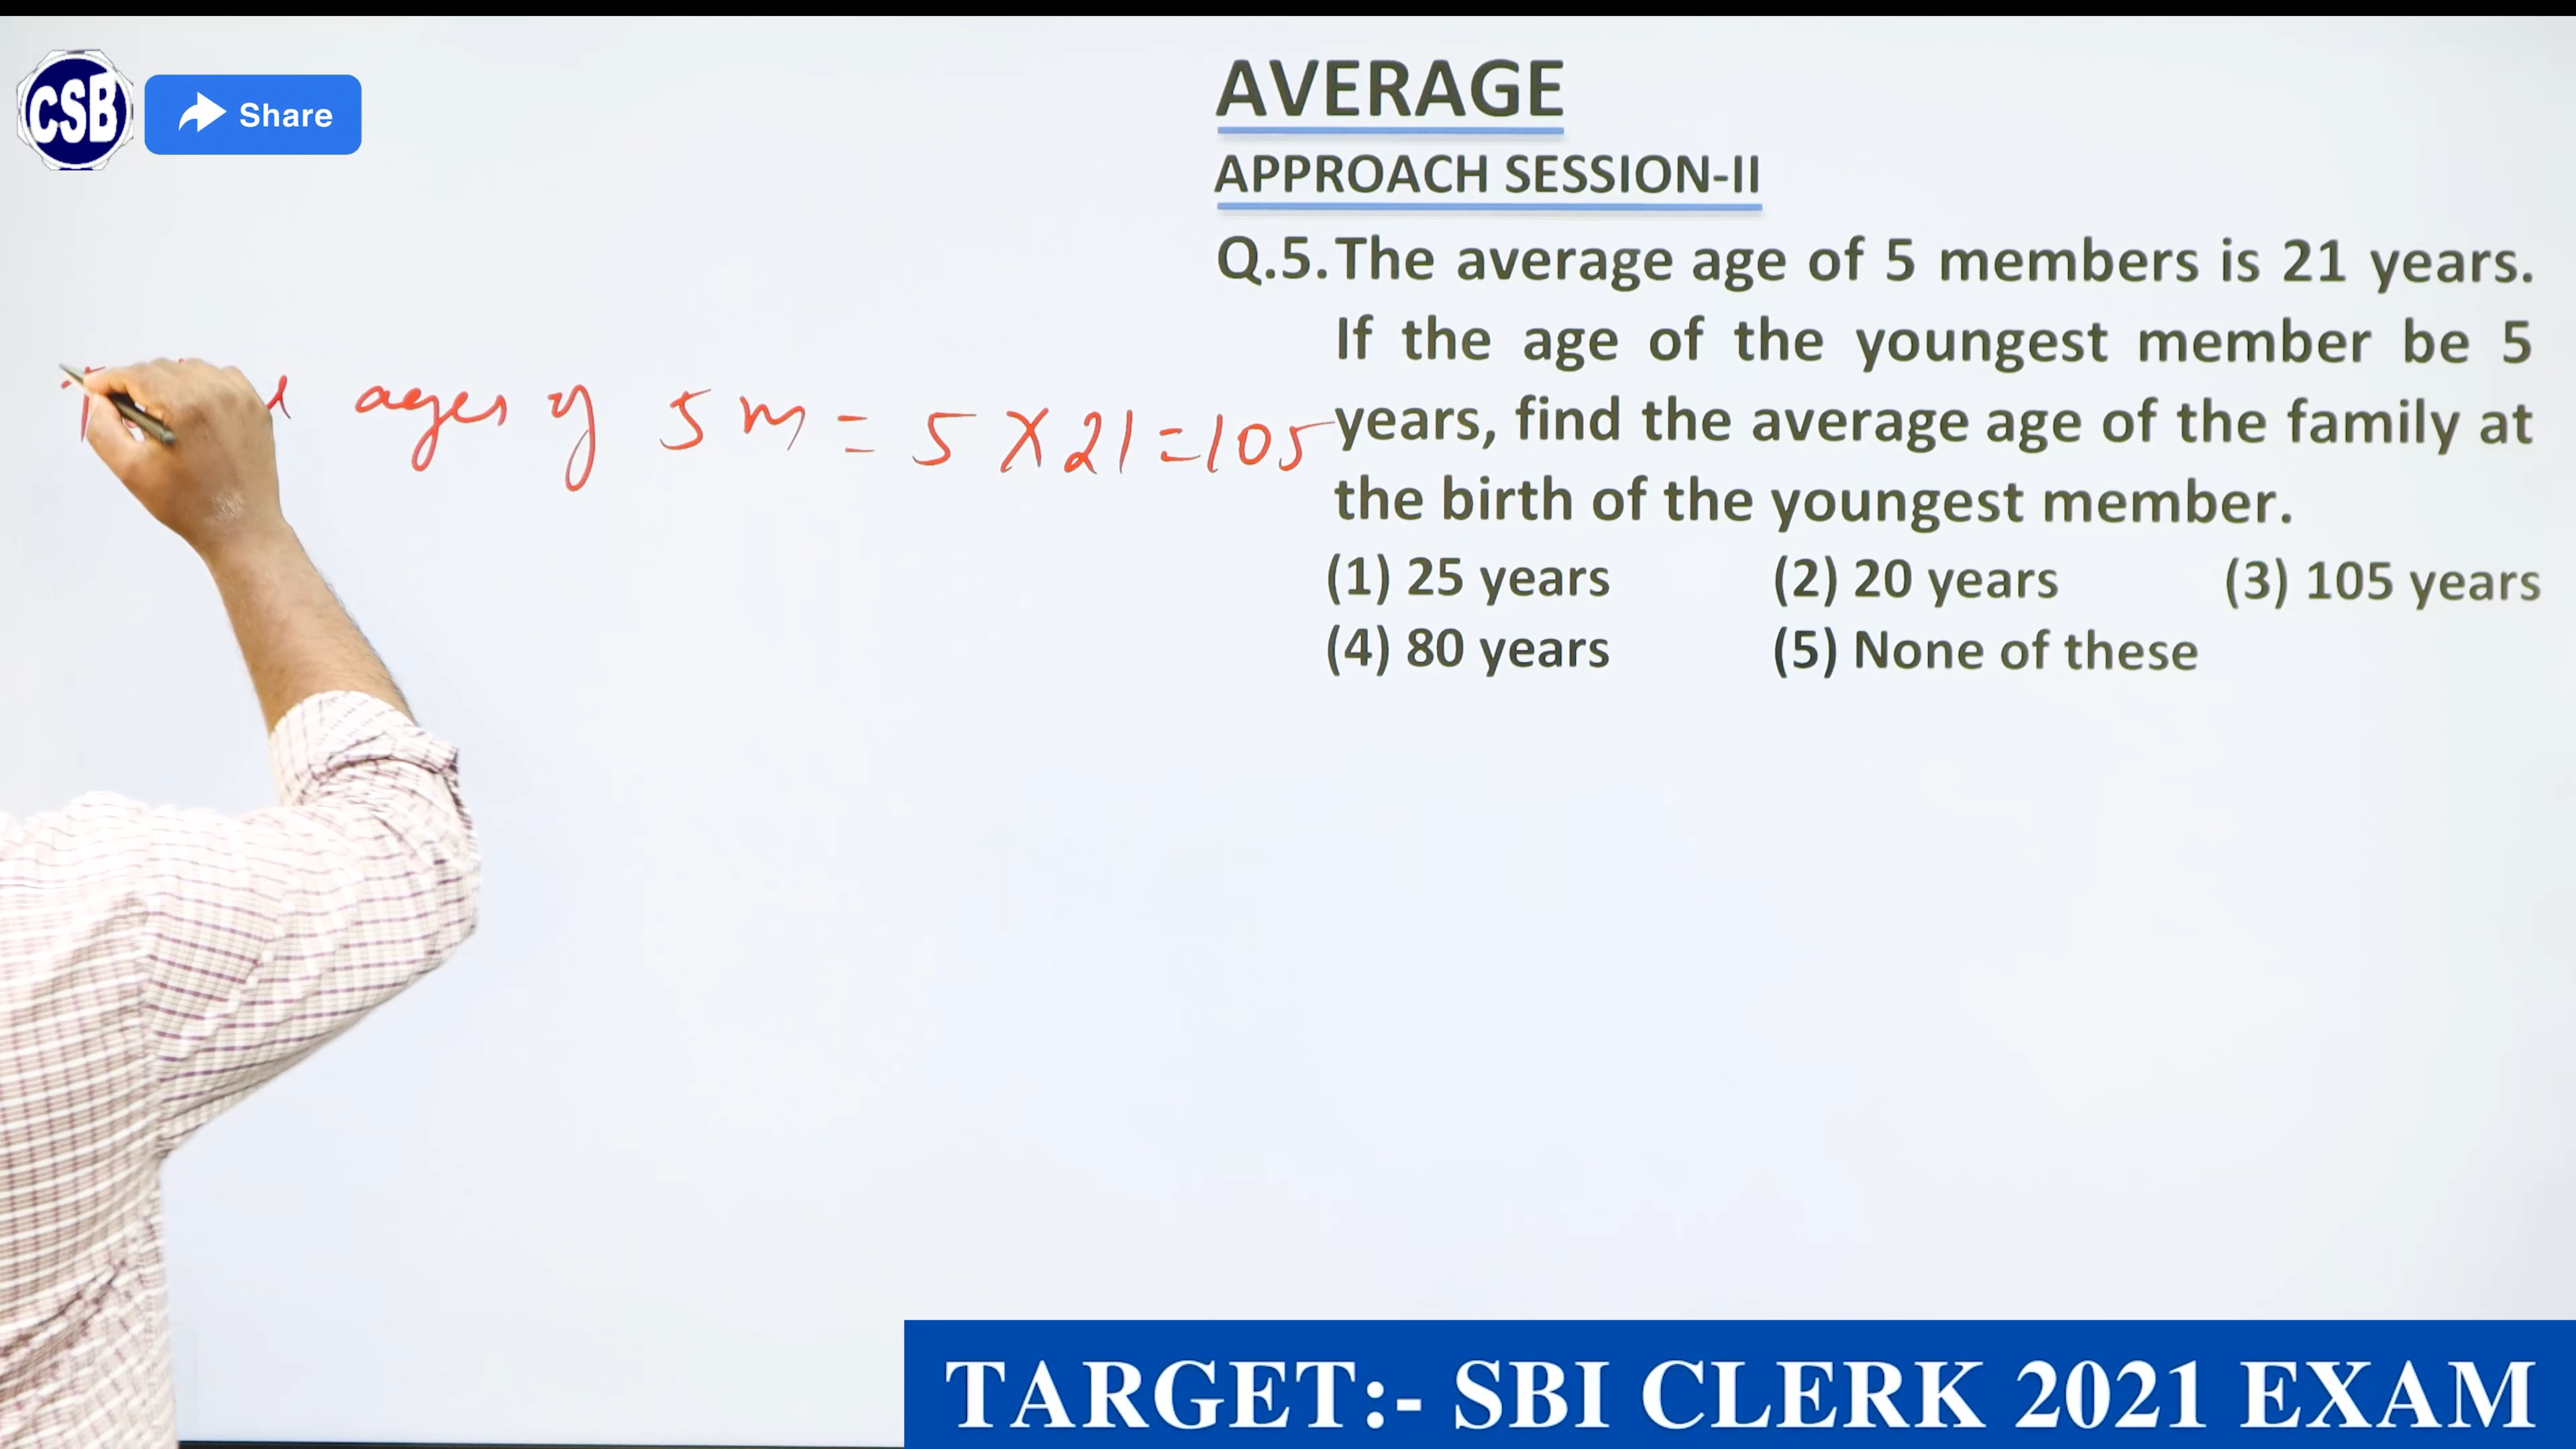 CSB
Share
AVERAGE
APPROACH SESSION-II
Q.5. The average age of 5 members is 21 years.
If the age of the youngest member be 5
years, find the average age of the family at
the birth of the youngest member.
(1) 25 years (2) 20 years (3) 105 years
(4) 80 years (5) None of these
ages of 5 m = 5 X 21 = 105
TARGET:- SBI CLERK 2021 EXAM